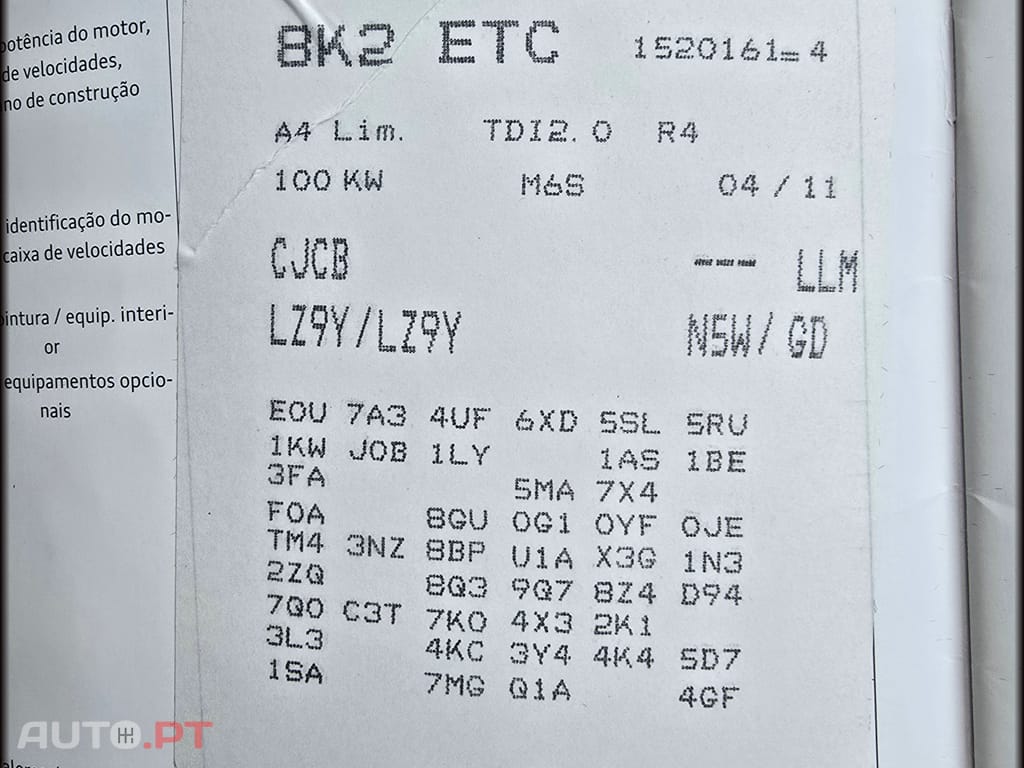 potência do motor,
de velocidades,
no de construção
identificação do mo-
caixa de velocidades
pintura / equip. interi-
or
equipamentos opcio-
nais
8K2 ETC 1520161= 4
A4 Lim. TDI2.0 R4
100 KW M6S 04 / 11
CJCB --- LLM
LZ9Y/LZ9Y N5W/ GD
E0U 7A3 4UF 6XD 5SL 5RU
1KW J0B 1LY 1AS 1BE
3FA 5MA 7X4
F0A 8GU 0G1 0YF 0JE
TM4 3NZ 8BP U1A X3G 1N3
2ZQ 8Q3 9Q7 8Z4 D94
7Q0 C3T 7K0 4X3 2K1
3L3 4KC 3Y4 4K4 5D7
1SA 7MG Q1A 4GF
AUTO.PT